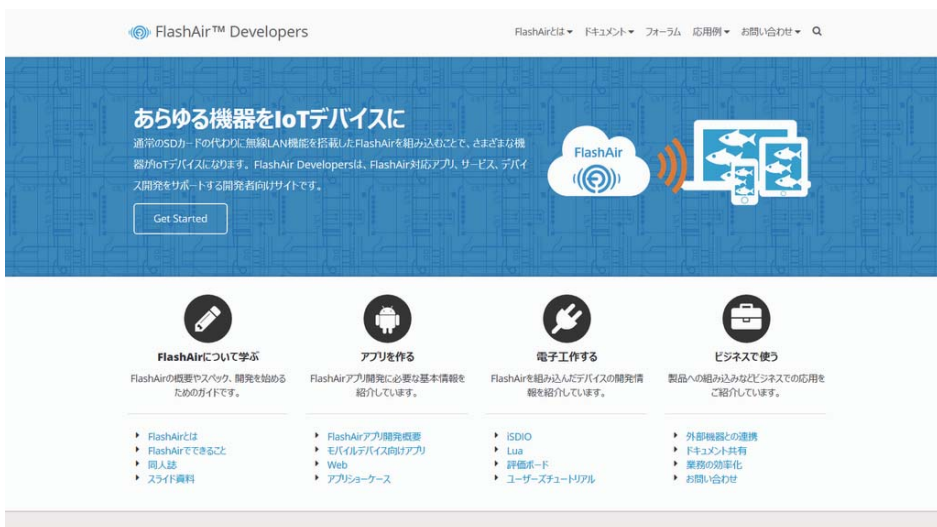 FlashAir™ Developers
FlashAirとは▾ ドキュメント▾ フォーラム 応用例▾ お問い合わせ▾
あらゆる機器をIoTデバイスに
通常のSDカードの代わりに無線LAN機能を搭載したFlashAirを組み込むことで、さまざまな機
器がIoTデバイスになります。FlashAir Developersは、FlashAir対応アプリ、サービス、デバイ
ス開発をサポートする開発者向けサイトです。
Get Started
FlashAir
FlashAirについて学ぶ
FlashAirの概要やスペック、開発を始める
ためのガイドです。
FlashAirとは
FlashAirでできること
同人誌
スライド資料
アプリを作る
FlashAirアプリ開発に必要な基本情報を
紹介しています。
FlashAirアプリ開発概要
モバイルデバイス向けアプリ
Web
アプリショーケース
電子工作する
FlashAirを組み込んだデバイスの開発情
報を紹介しています。
iSDIO
Lua
評価ボード
ユーザーズチュートリアル
ビジネスで使う
製品への組み込みなどビジネスでの応用を
ご紹介しています。
外部機器との連携
ドキュメント共有
業務の効率化
お問い合わせ